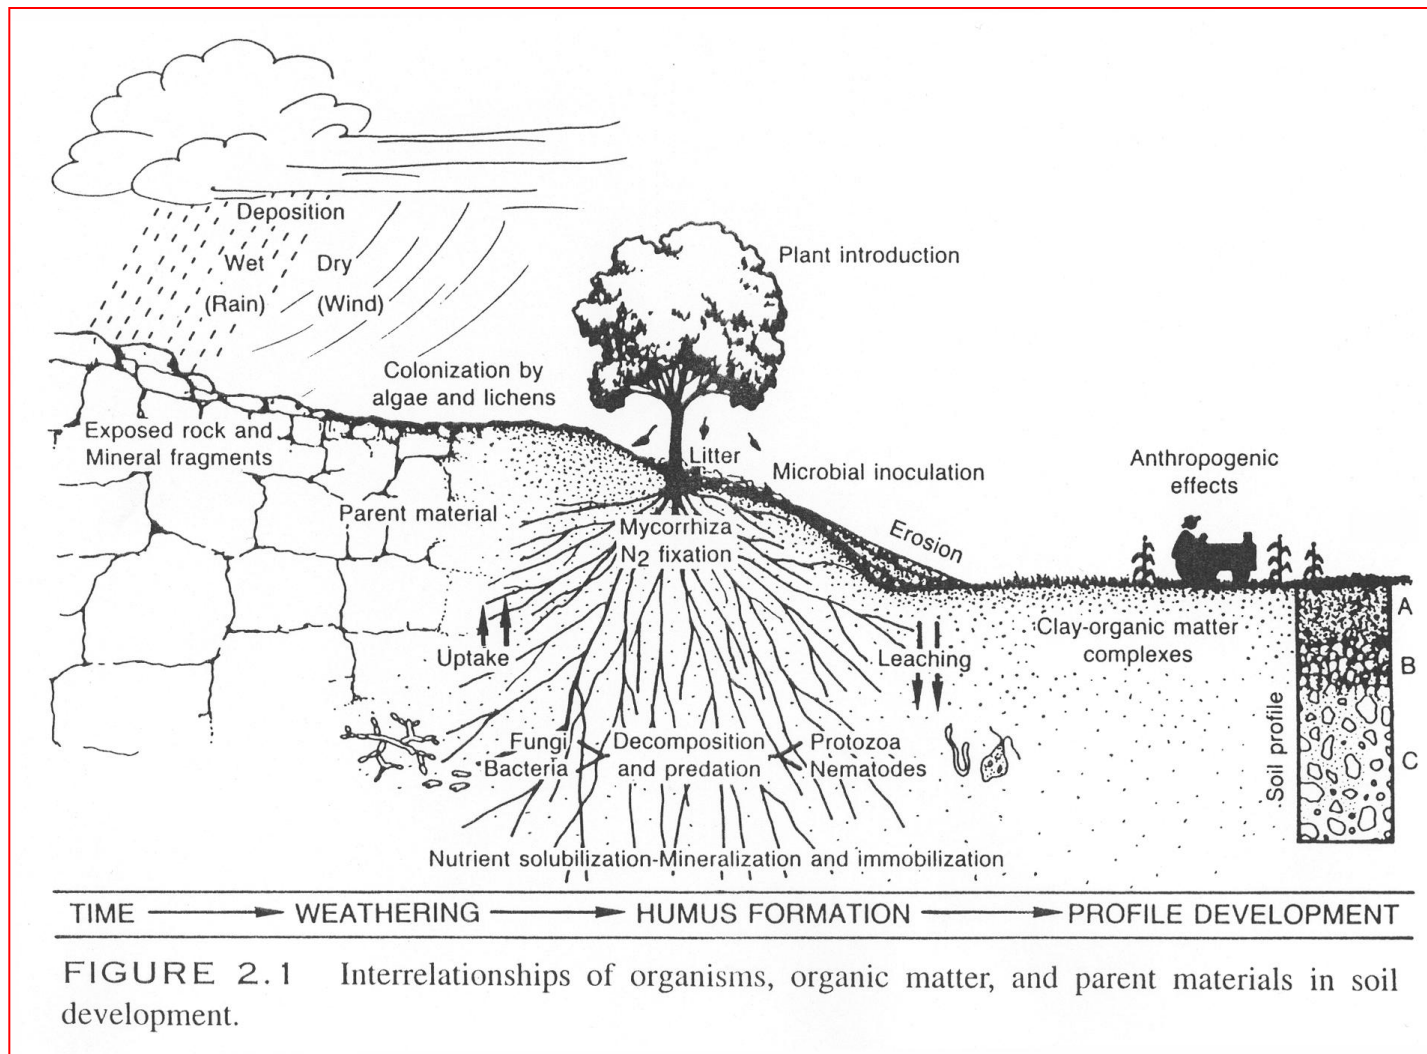 Deposition
Wet Dry
(Rain) (Wind)
Plant introduction
Colonization by
algae and lichens
Exposed rock and
Mineral fragments
Litter
Microbial inoculation
Anthropogenic
effects
Parent material
Mycorrhiza
N2 fixation
Erosion
A
Uptake
Leaching
Clay-organic matter
complexes
B
Fungi
Bacteria
Decomposition
and predation
Protozoa
Nematodes
Soil profile
C
Nutrient solubilization-Mineralization and immobilization
TIME WEATHERING HUMUS FORMATION PROFILE DEVELOPMENT
FIGURE 2.1 Interrelationships of organisms, organic matter, and parent materials in soil
development.